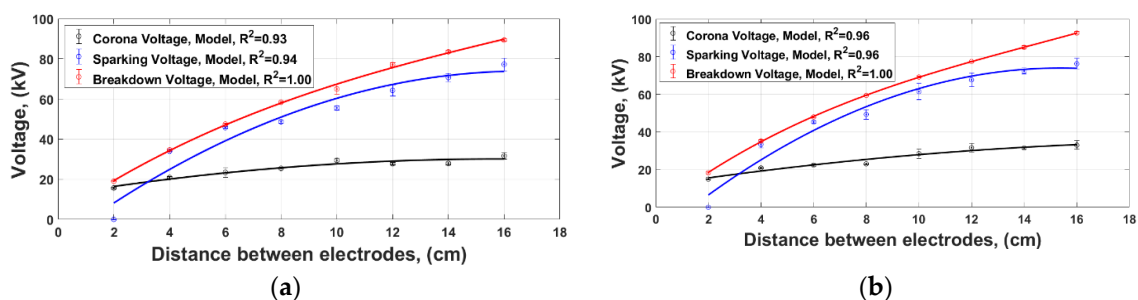 100
80
60
40
20
0
Voltage, (kV)
Corona Voltage, Model, R²=0.93
Sparking Voltage, Model, R²=0.94
Breakdown Voltage, Model, R²=1.00
0 2 4 6 8 10 12 14 16 18
Distance between electrodes, (cm)
(a)
100
80
60
40
20
0
Voltage, (kV)
Corona Voltage, Model, R²=0.96
Sparking Voltage, Model, R²=0.96
Breakdown Voltage, Model, R²=1.00
0 2 4 6 8 10 12 14 16 18
Distance between electrodes, (cm)
(b)